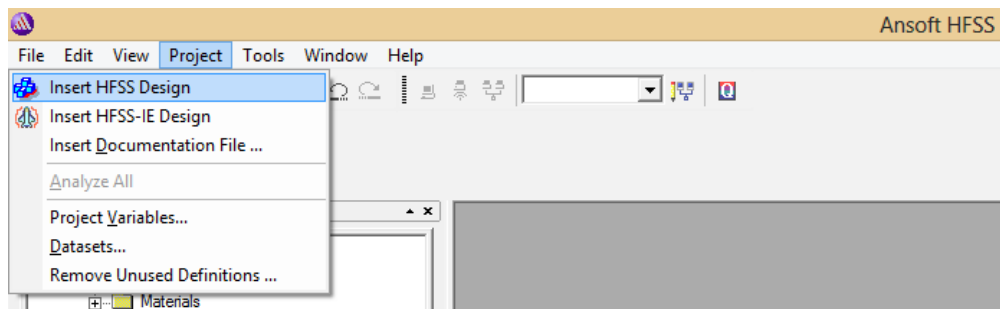 Ansoft HFSS
File Edit View Project Tools Window Help
Insert HFSS Design
Insert HFSS-IE Design
Insert Documentation File ...
Analyze All
Project Variables...
Datasets...
Remove Unused Definitions ...
Materials